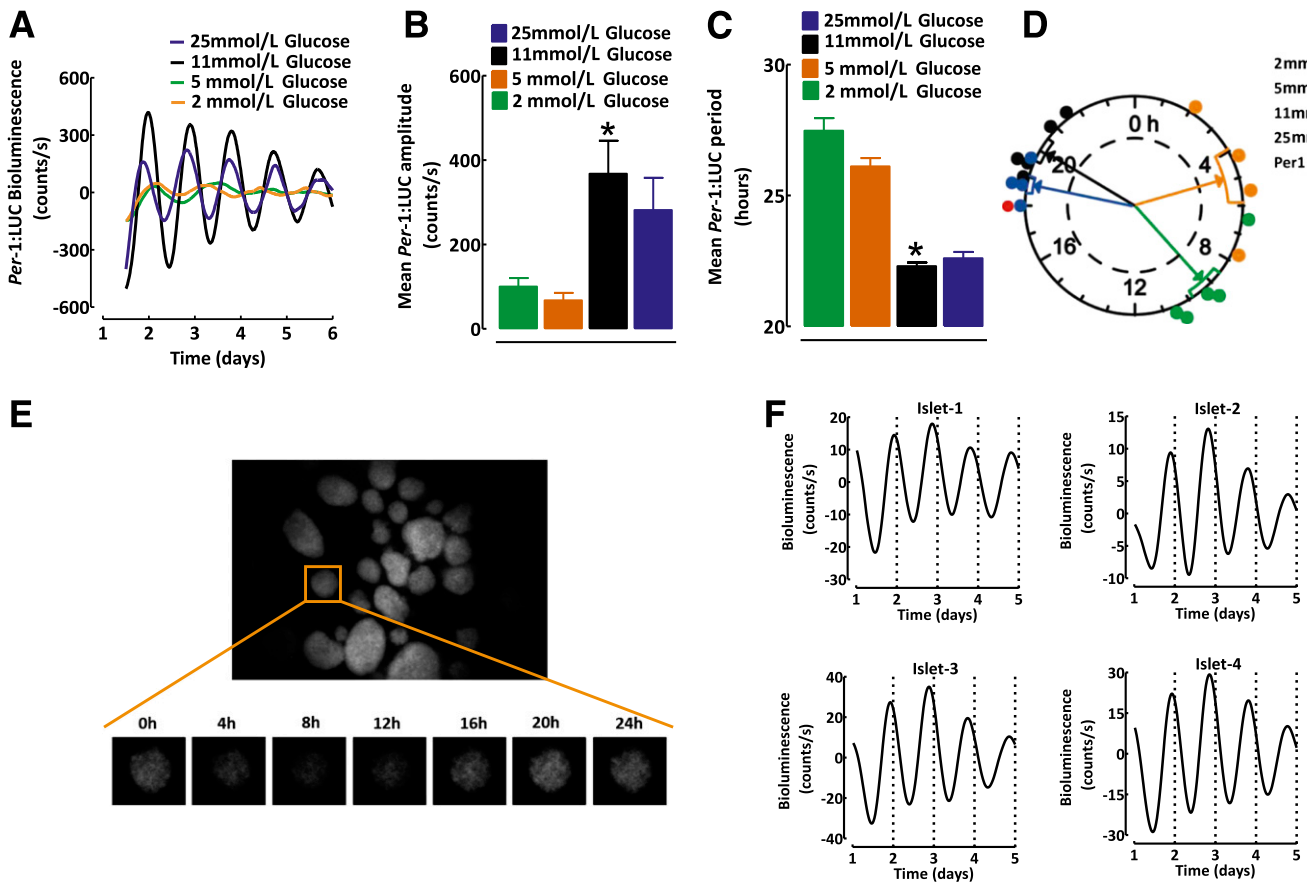 A
25mmol/L Glucose
11mmol/L Glucose
5 mmol/L Glucose
2 mmol/L Glucose
Per-1:LUC Bioluminescence
(counts/s)
600
300
0
-300
-600
1 2 3 4 5 6
Time (days)
B
25mmol/L Glucose
11mmol/L Glucose
5 mmol/L Glucose
2 mmol/L Glucose
Mean Per-1:LUC amplitude
(counts/s)
600
400
200
0
*
C
25mmol/L Glucose
11mmol/L Glucose
5 mmol/L Glucose
2 mmol/L Glucose
Mean Per-1:LUC period
(hours)
30
25
20
*
D
0 h
4
8
12
16
20
2mm
5mm
11mm
25mm
Per1
E
0h 4h 8h 12h 16h 20h 24h
F
Islet-1
Bioluminescence
(counts/s)
20
10
0
-10
-20
-30
1 2 3 4 5
Time (days)
Islet-2
Bioluminescence
(counts/s)
15
10
5
0
-5
-10
1 2 3 4 5
Time (days)
Islet-3
Bioluminescence
(counts/s)
40
20
0
-20
-40
1 2 3 4 5
Time (days)
Islet-4
Bioluminescence
(counts/s)
30
15
0
-15
-30
1 2 3 4 5
Time (days)